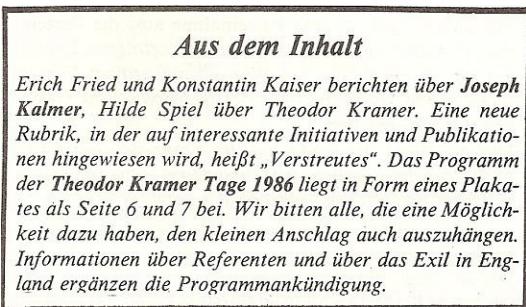 Aus dem Inhalt
Erich Fried und Konstantin Kaiser berichten über Joseph
Kalmer, Hilde Spiel über Theodor Kramer. Eine neue
Rubrik, in der auf interessante Initiativen und Publikatio-
nen hingewiesen wird, heißt „Verstreutes“. Das Programm
der Theodor Kramer Tage 1986 liegt in Form eines Plaka-
tes als Seite 6 und 7 bei. Wir bitten alle, die eine Möglich-
keit dazu haben, den kleinen Anschlag auch auszuhängen.
Informationen über Referenten und über das Exil in Eng-
land ergänzen die Programmankündigung.